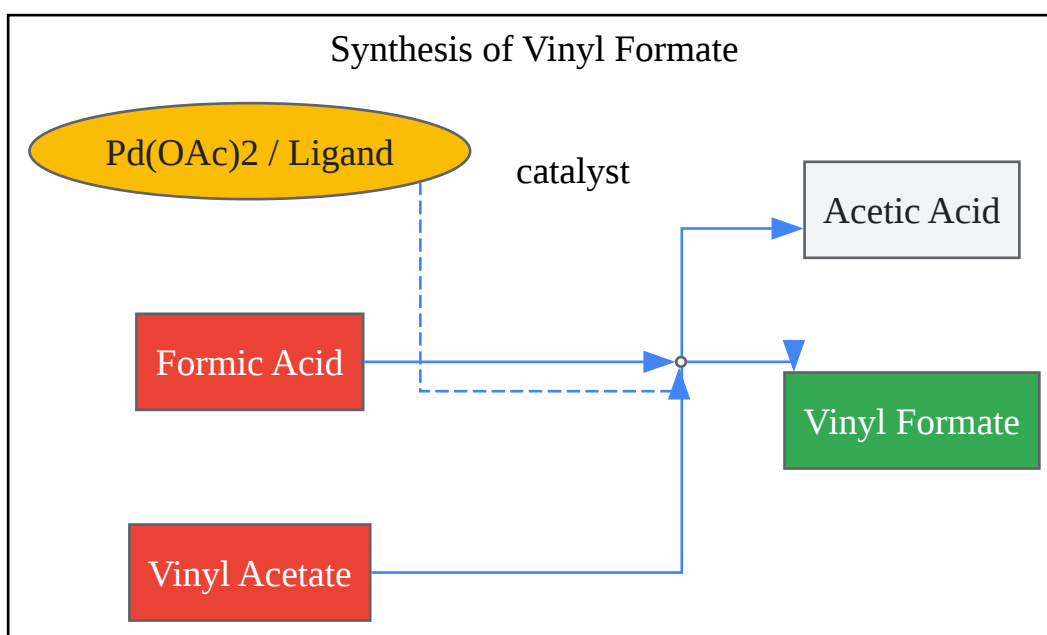 Synthesis of Vinyl Formate
Pd(OAc)2 / Ligand
catalyst
Acetic Acid
Formic Acid
Vinyl Formate
Vinyl Acetate